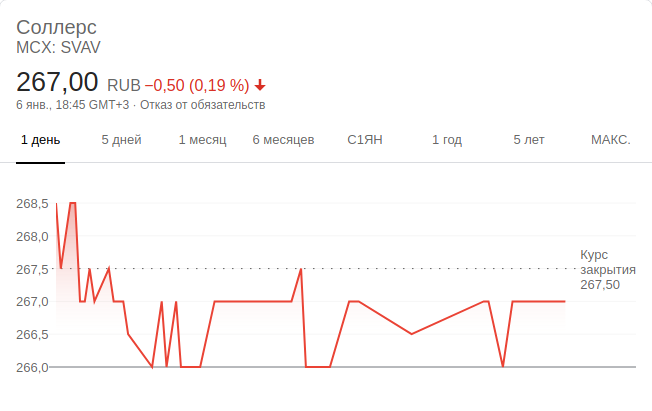 Соллерс
MCX: SVAV
267,00 RUB −0,50 (0,19 %)
6 янв., 18:45 GMT+3 · Отказ от обязательств
1 день 5 дней 1 месяц 6 месяцев С1ЯН 1 год 5 лет МАКС.
268,5
268,0
267,5
267,0
266,5
266,0
Курс
закрытия
267,50